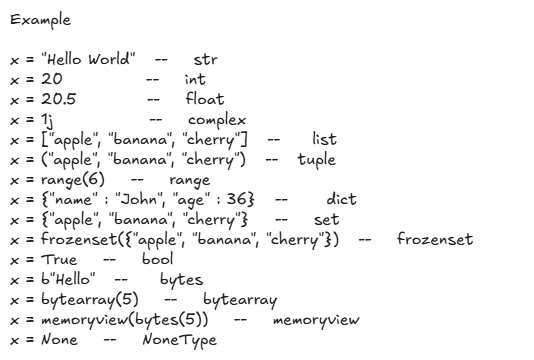 Example
x = "Hello World" -- str
x = 20 -- int
x = 20.5 -- float
x = 1j -- complex
x = ["apple", "banana", "cherry"] -- list
x = ("apple", "banana", "cherry") -- tuple
x = range(6) -- range
x = {"name" : "John", "age" : 36} -- dict
x = {"apple", "banana", "cherry"} -- set
x = frozenset({"apple", "banana", "cherry"}) -- frozenset
x = True -- bool
x = b"Hello" -- bytes
x = bytearray(5) -- bytearray
x = memoryview(bytes(5)) -- memoryview
x = None -- NoneType